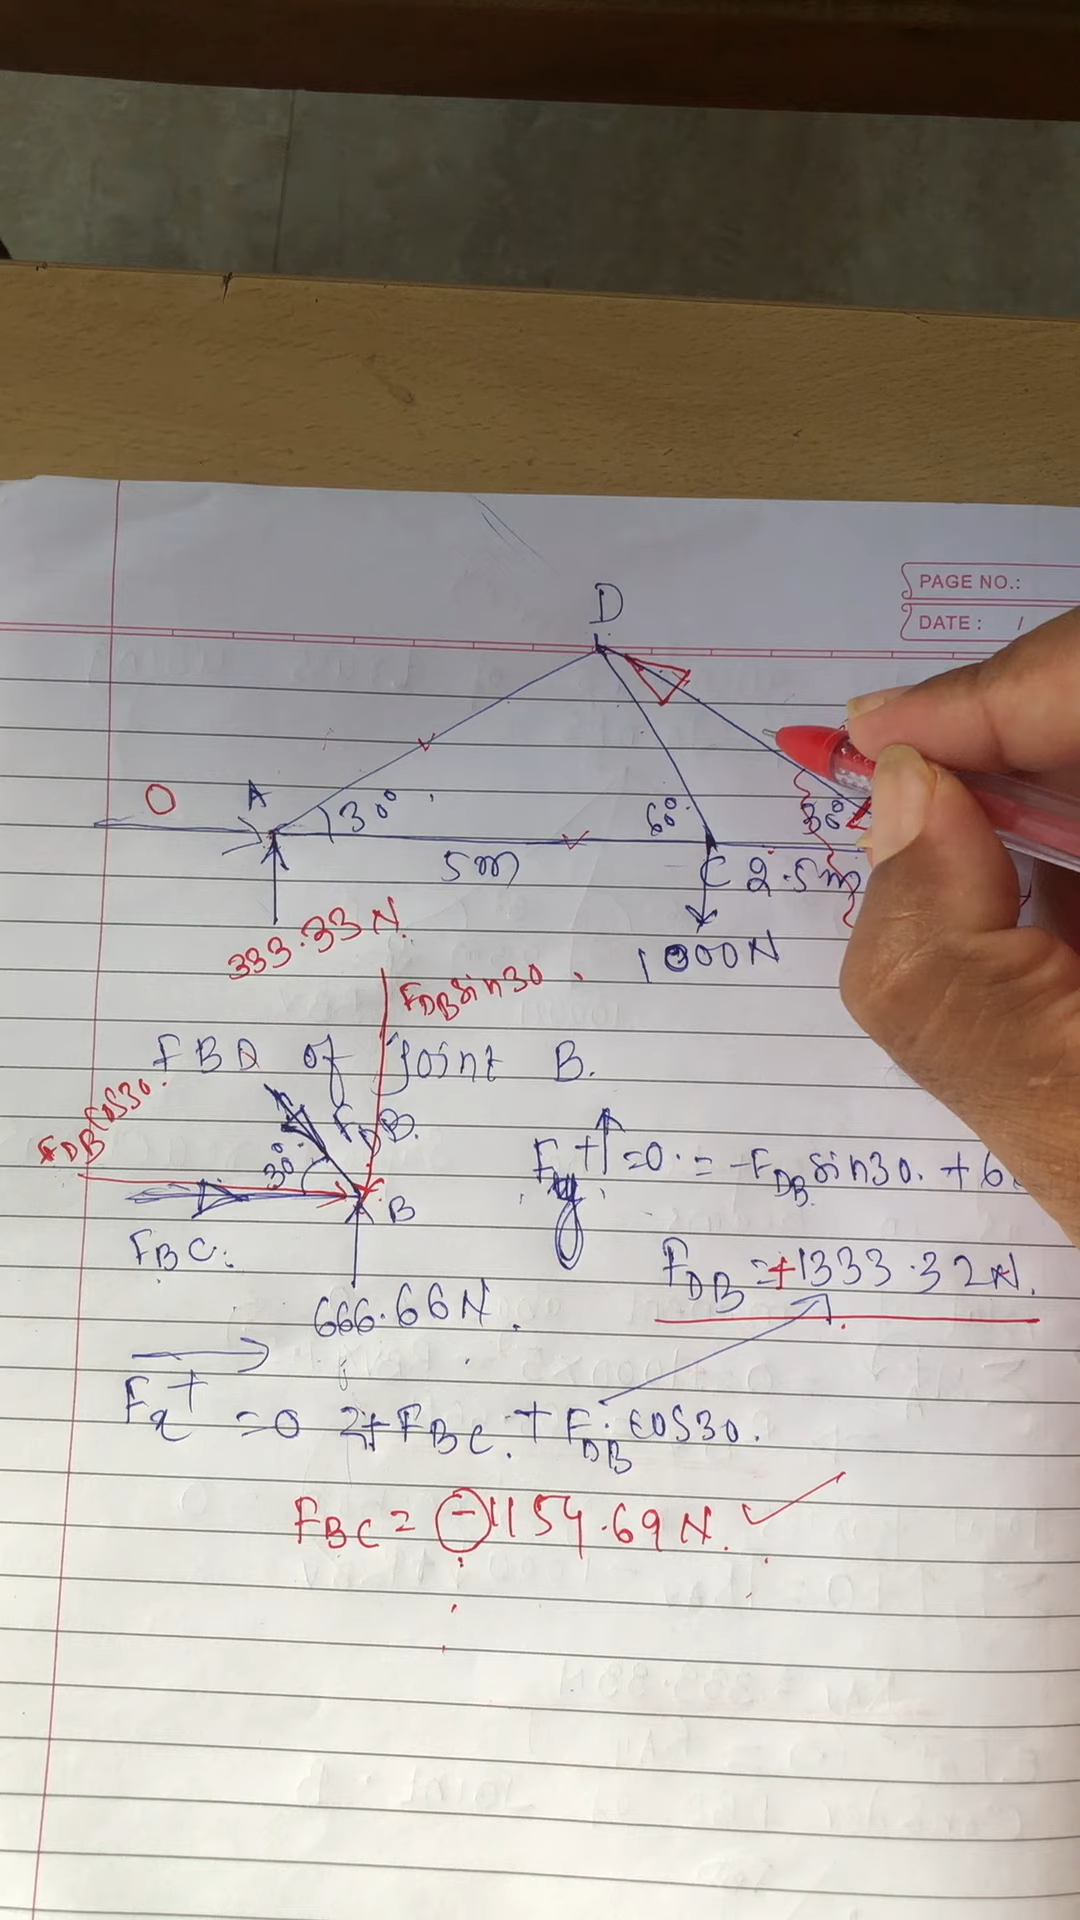 PAGE NO.:
DATE : /
D
O A 30° 60° 30°
5m C 2.5m
333.33 N.
1000N
FDB sin30
FBD of Joint B.
FDB cos30.
FDB.
30°
B
FBC.
Fy+ =0. = -FDB sin30. + 6
FDB = +1333.32N.
666.66N.
Fx+ =0 = + FBC. + FDB cos30.
FBC = -1154.69N.